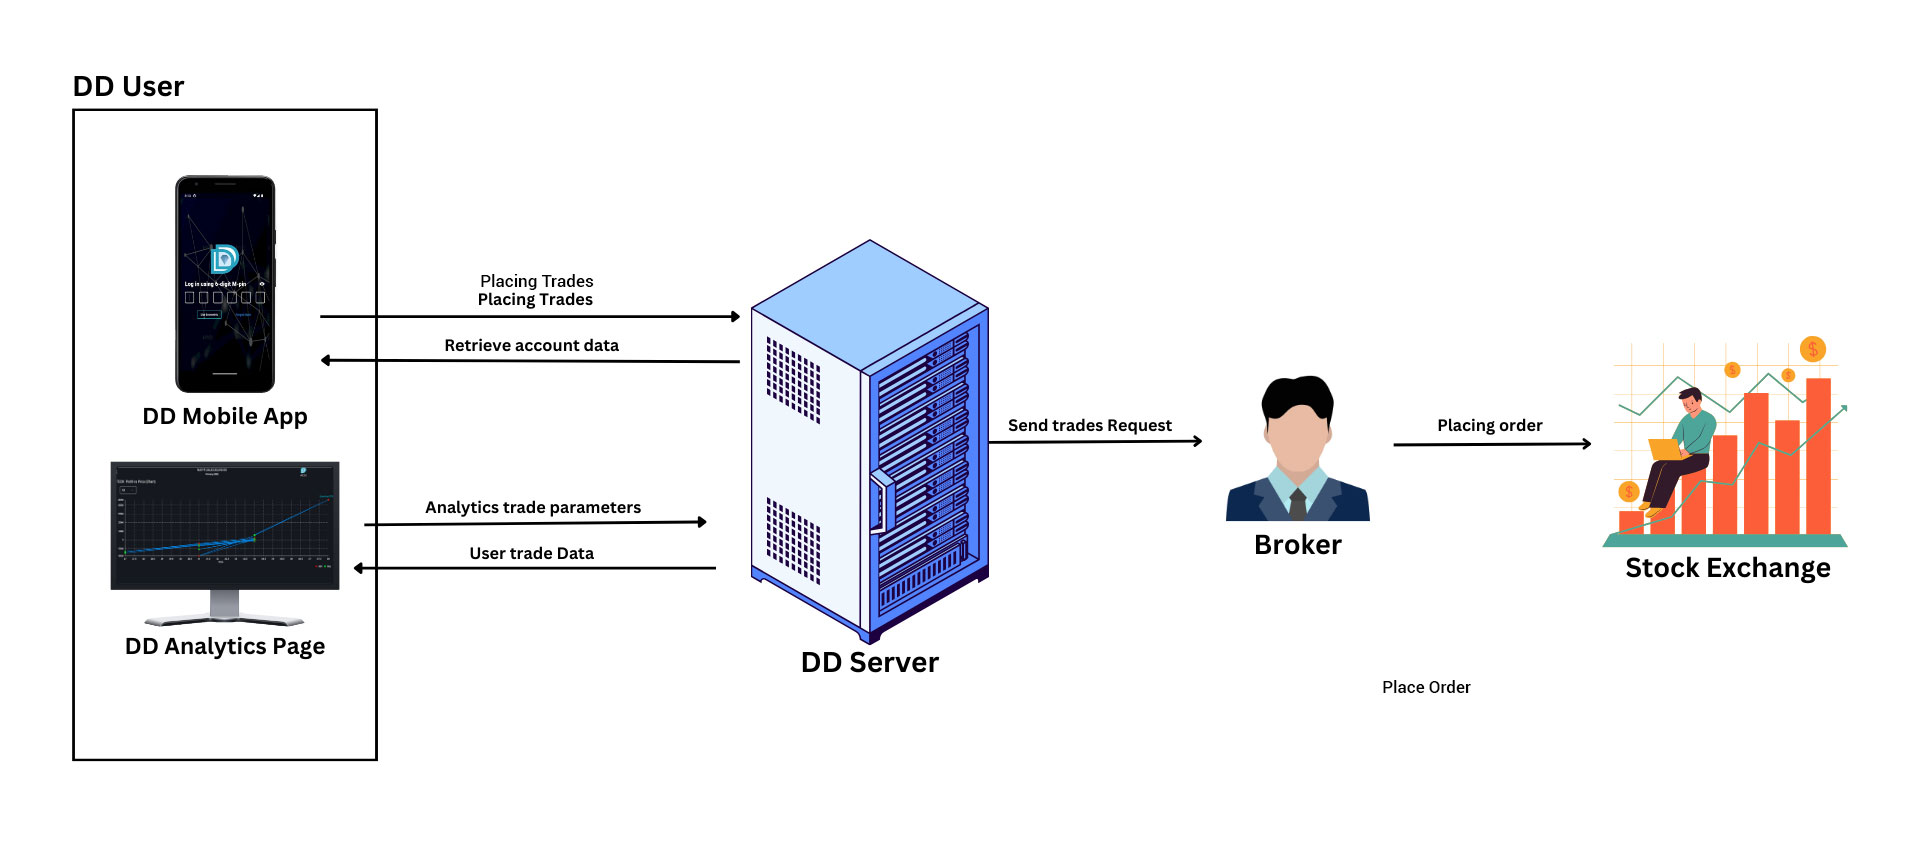 DD User
Log in using 6-digit M-pin
DD Mobile App
DD Analytics Page
Placing Trades
Placing Trades
Retrieve account data
Analytics trade parameters
User trade Data
DD Server
Send trades Request
Broker
Placing order
Stock Exchange
Place Order